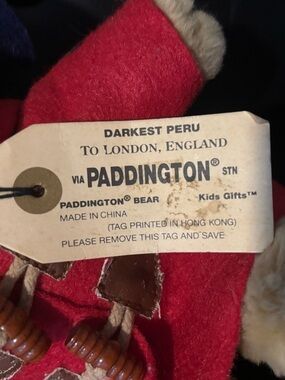 DARKEST PERU
TO LONDON, ENGLAND
VIA PADDINGTON® STN
PADDINGTON® BEAR Kids Gifts™
MADE IN CHINA
(TAG PRINTED IN HONG KONG)
PLEASE REMOVE THIS TAG AND SAVE